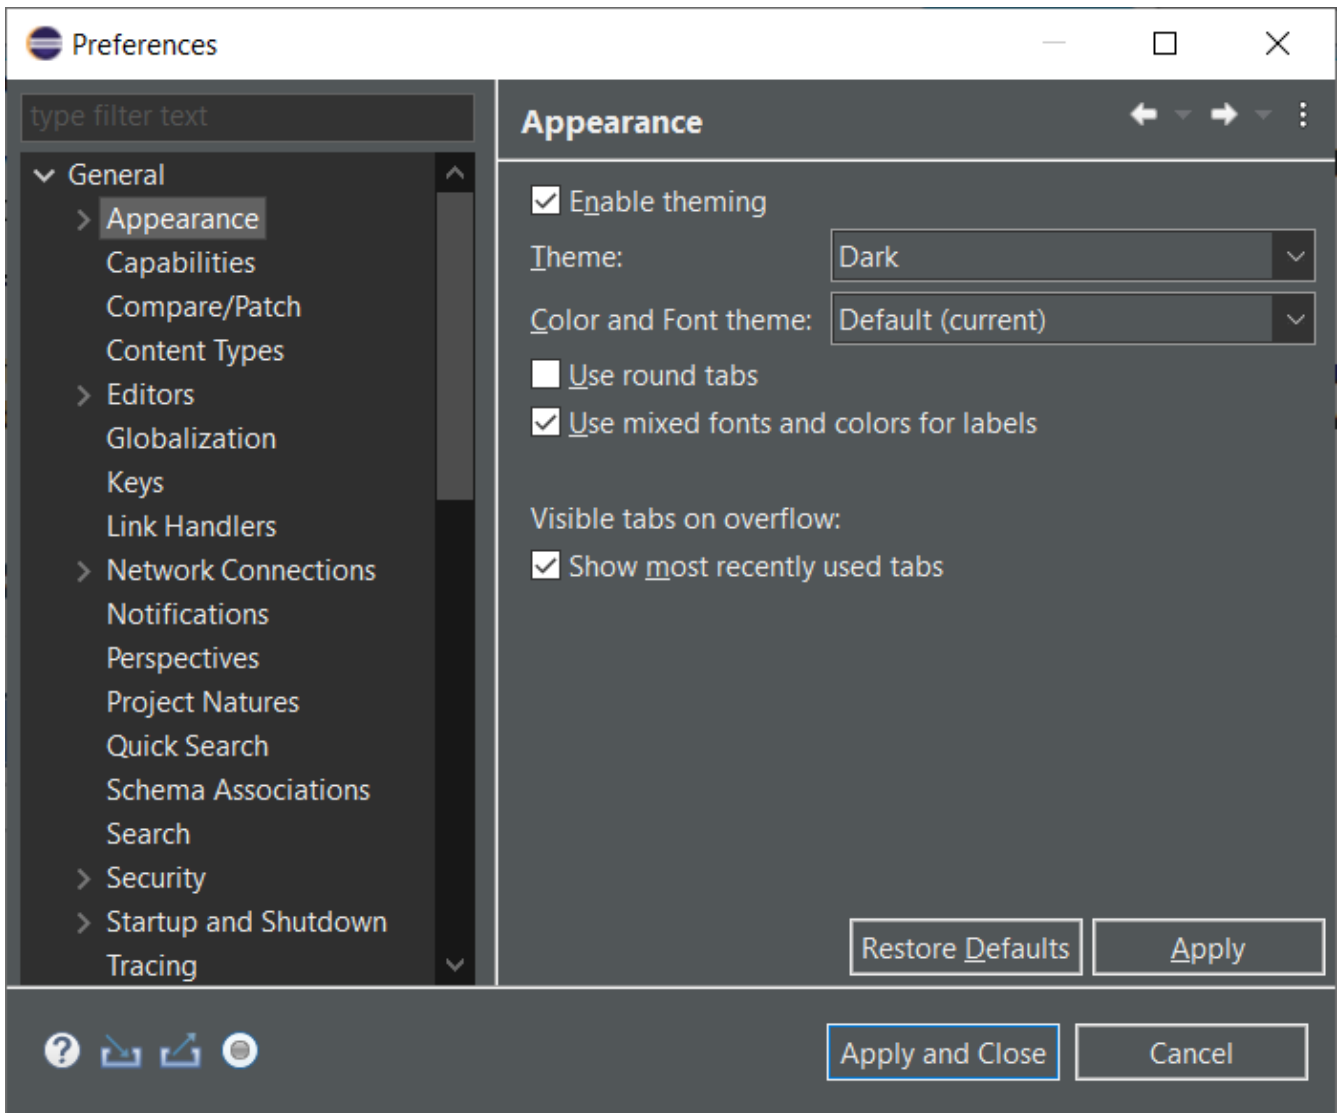 Preferences
type filter text
General
Appearance
Capabilities
Compare/Patch
Content Types
Editors
Globalization
Keys
Link Handlers
Network Connections
Notifications
Perspectives
Project Natures
Quick Search
Schema Associations
Search
Security
Startup and Shutdown
Tracing
Appearance
Enable theming
Theme: Dark
Color and Font theme: Default (current)
Use round tabs
Use mixed fonts and colors for labels
Visible tabs on overflow:
Show most recently used tabs
Restore Defaults Apply
Apply and Close Cancel